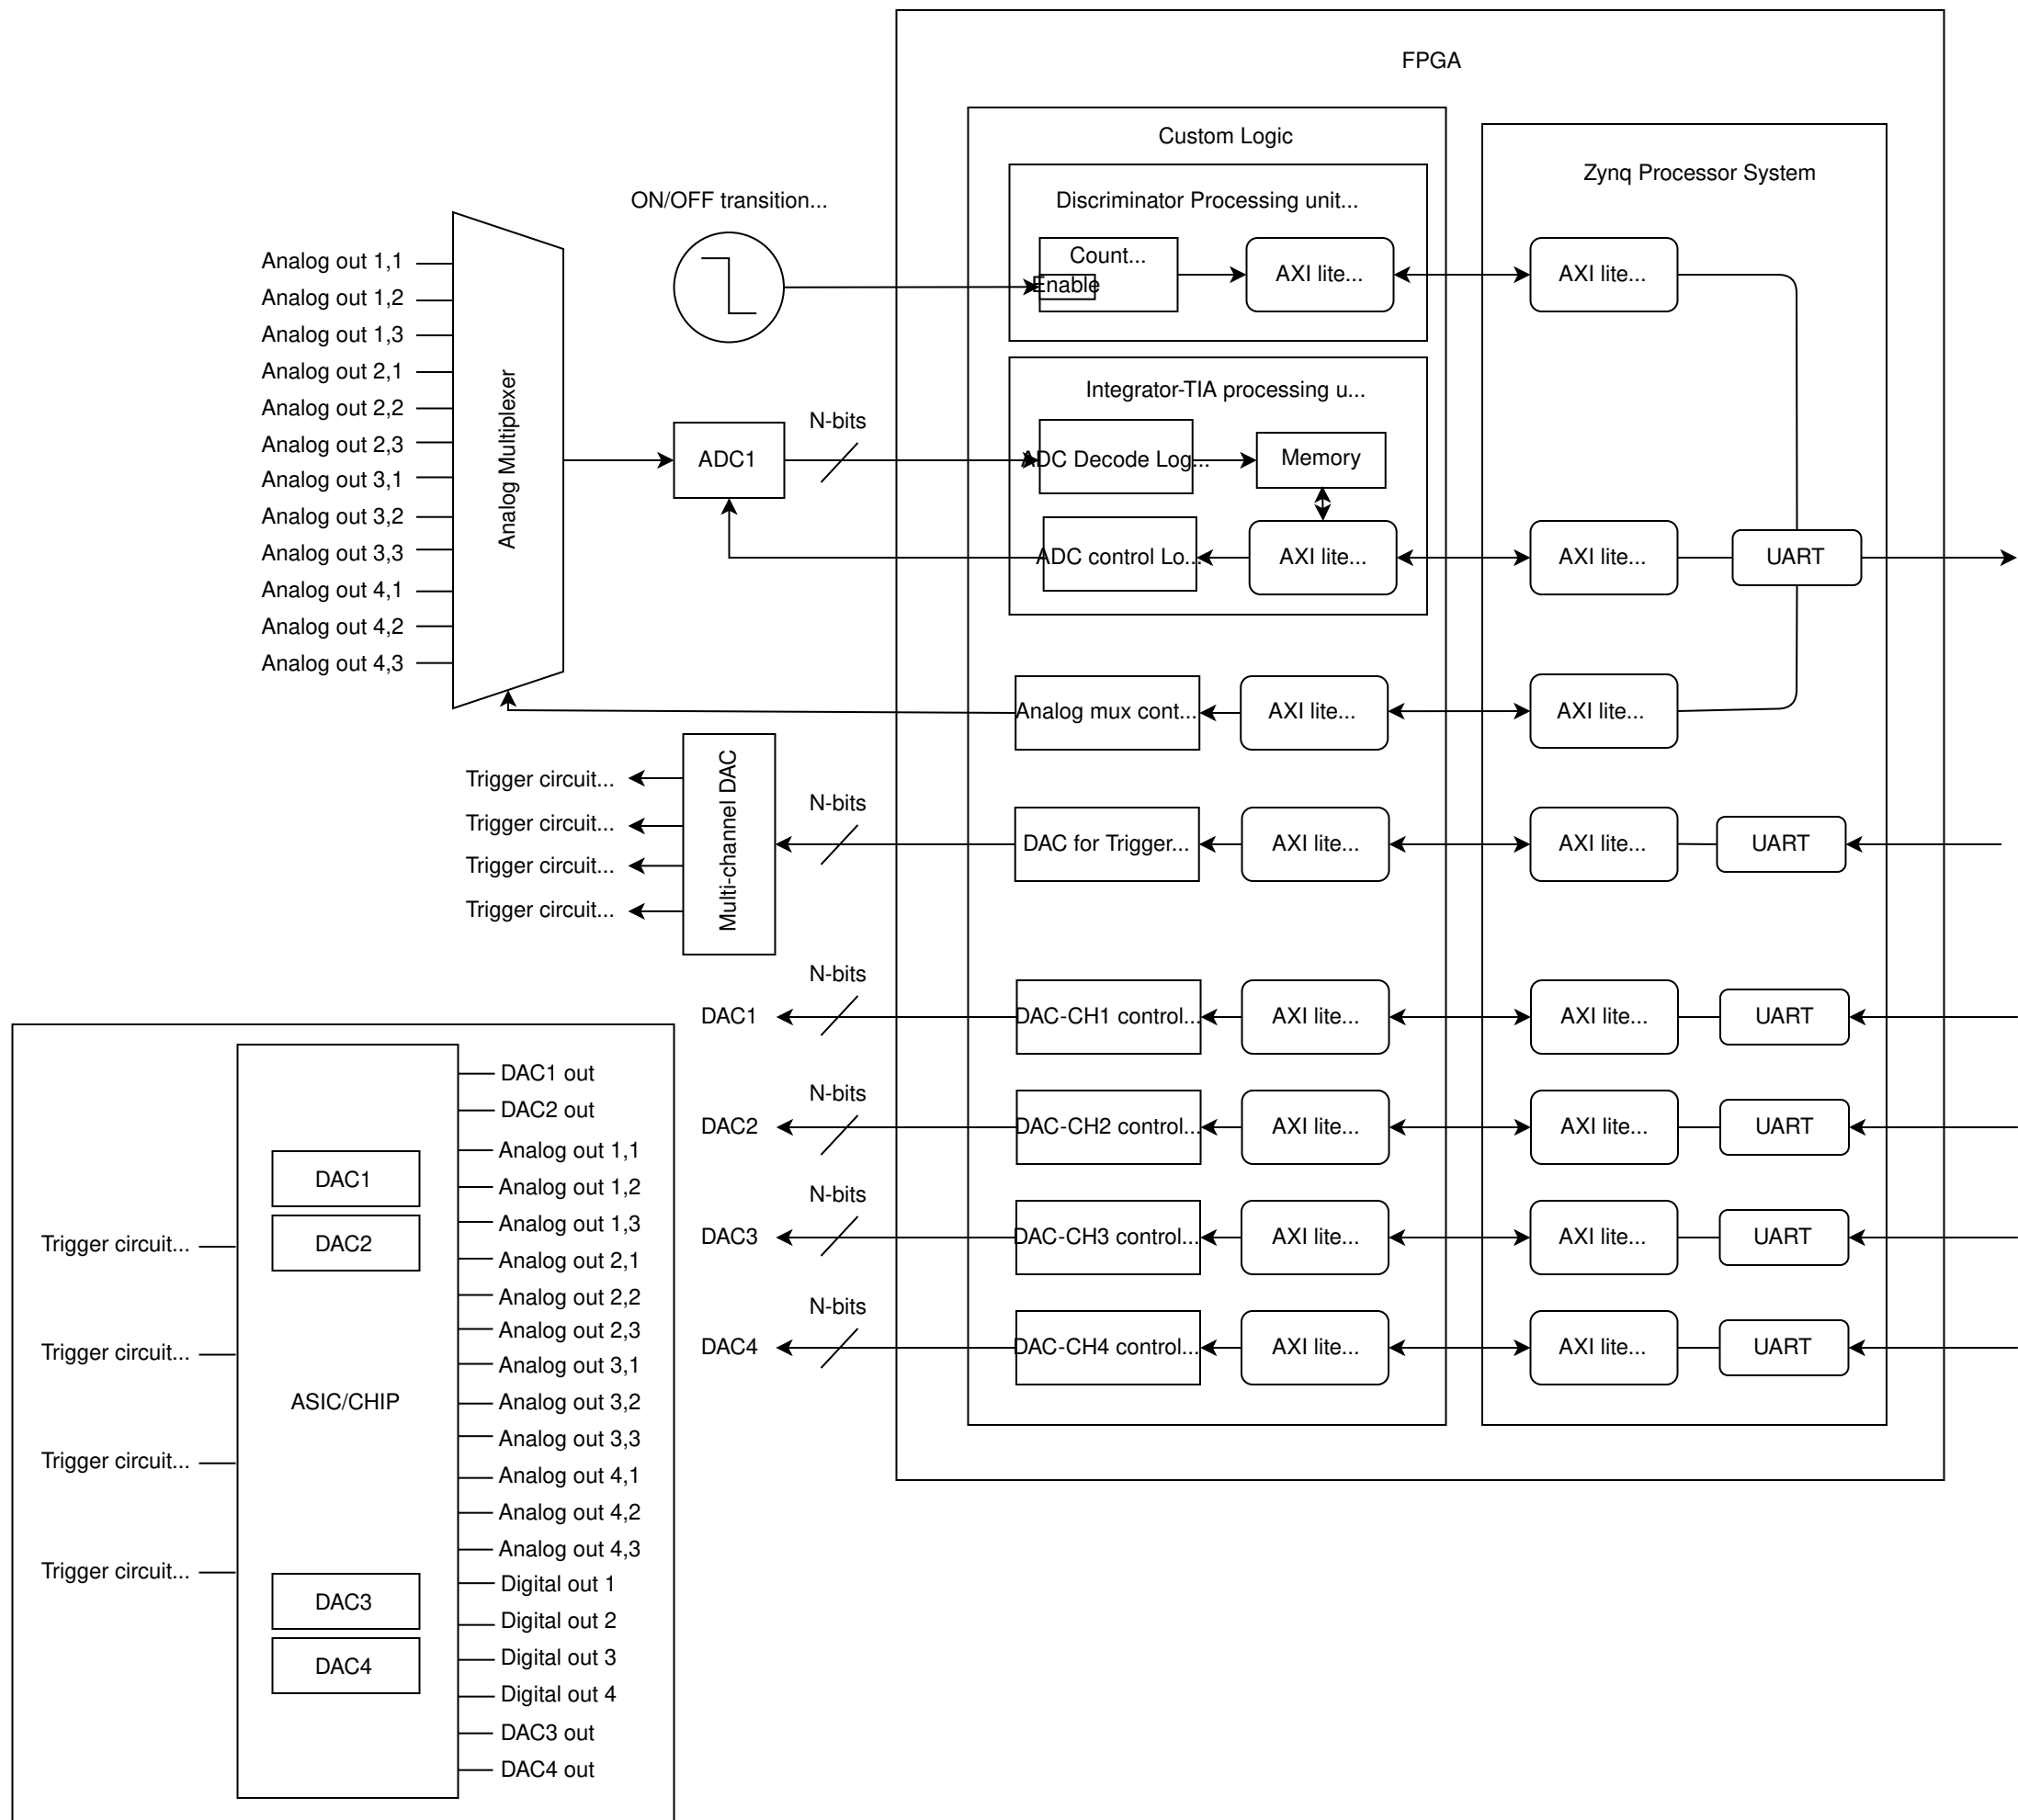 FPGA
Custom Logic
Zynq Processor System
ON/OFF transition...
Discriminator Processing unit...
Count...
Enable
AXI lite...
AXI lite...
Analog out 1,1
Analog out 1,2
Analog out 1,3
Analog out 2,1
Analog out 2,2
Analog out 2,3
Analog out 3,1
Analog out 3,2
Analog out 3,3
Analog out 4,1
Analog out 4,2
Analog out 4,3
Analog Multiplexer
ADC1
N-bits
Integrator-TIA processing u...
ADC Decode Log...
Memory
ADC control Lo...
AXI lite...
AXI lite...
UART
Analog mux cont...
AXI lite...
AXI lite...
Trigger circuit...
Trigger circuit...
Trigger circuit...
Trigger circuit...
Multi-channel DAC
N-bits
DAC for Trigger...
AXI lite...
AXI lite...
UART
DAC1
N-bits
DAC-CH1 control...
AXI lite...
AXI lite...
UART
DAC2
N-bits
DAC-CH2 control...
AXI lite...
AXI lite...
UART
DAC3
N-bits
DAC-CH3 control...
AXI lite...
AXI lite...
UART
DAC4
N-bits
DAC-CH4 control...
AXI lite...
AXI lite...
UART
Trigger circuit...
Trigger circuit...
Trigger circuit...
Trigger circuit...
DAC1
DAC2
ASIC/CHIP
DAC3
DAC4
DAC1 out
DAC2 out
Analog out 1,1
Analog out 1,2
Analog out 1,3
Analog out 2,1
Analog out 2,2
Analog out 2,3
Analog out 3,1
Analog out 3,2
Analog out 3,3
Analog out 4,1
Analog out 4,2
Analog out 4,3
Digital out 1
Digital out 2
Digital out 3
Digital out 4
DAC3 out
DAC4 out